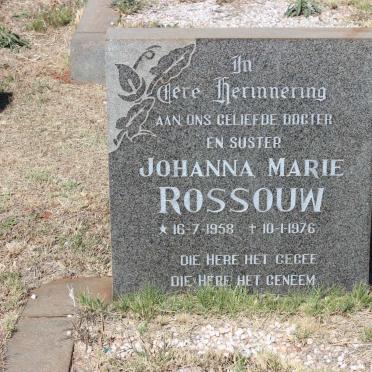 In
Tere Herinnering
AAN ONS GELIEFDE DOGTER
EN SUSTER
JOHANNA MARIE
ROSSOUW
★ 16-7-1958 ✝ 10-1-1976
DIE HERE HET GEGEE
DIE HERE HET GENEEM